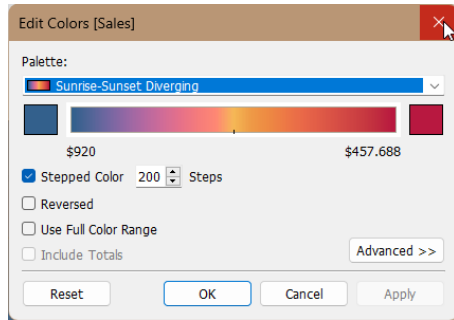 Edit Colors [Sales]
Palette:
Sunrise-Sunset Diverging
$920 $457.688
Stepped Color 200 Steps
Reversed
Use Full Color Range
Include Totals
Advanced >>
Reset OK Cancel Apply